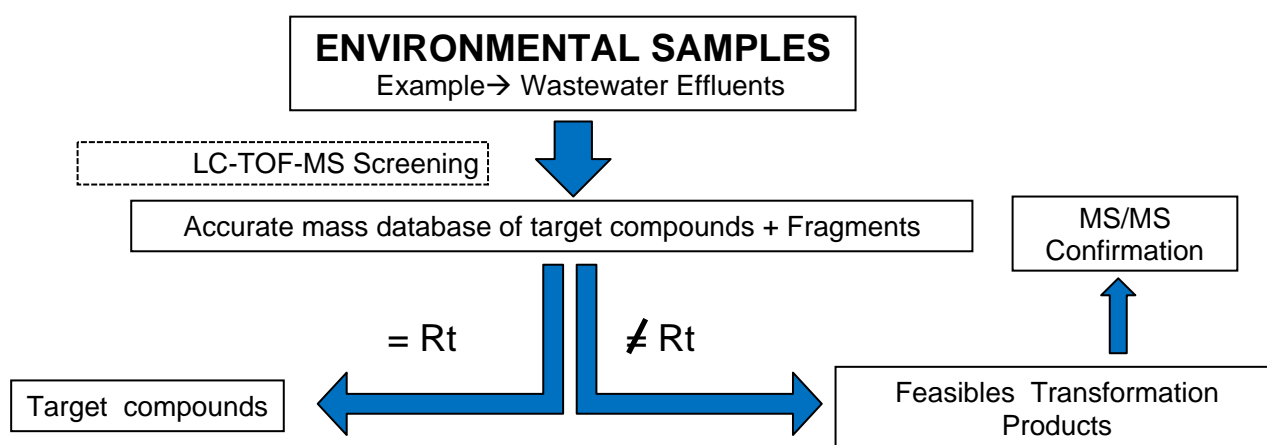 ENVIRONMENTAL SAMPLES
Example→ Wastewater Effluents
LC-TOF-MS Screening
Accurate mass database of target compounds + Fragments
MS/MS
Confirmation
= Rt
≠ Rt
Target compounds
Feasibles Transformation
Products